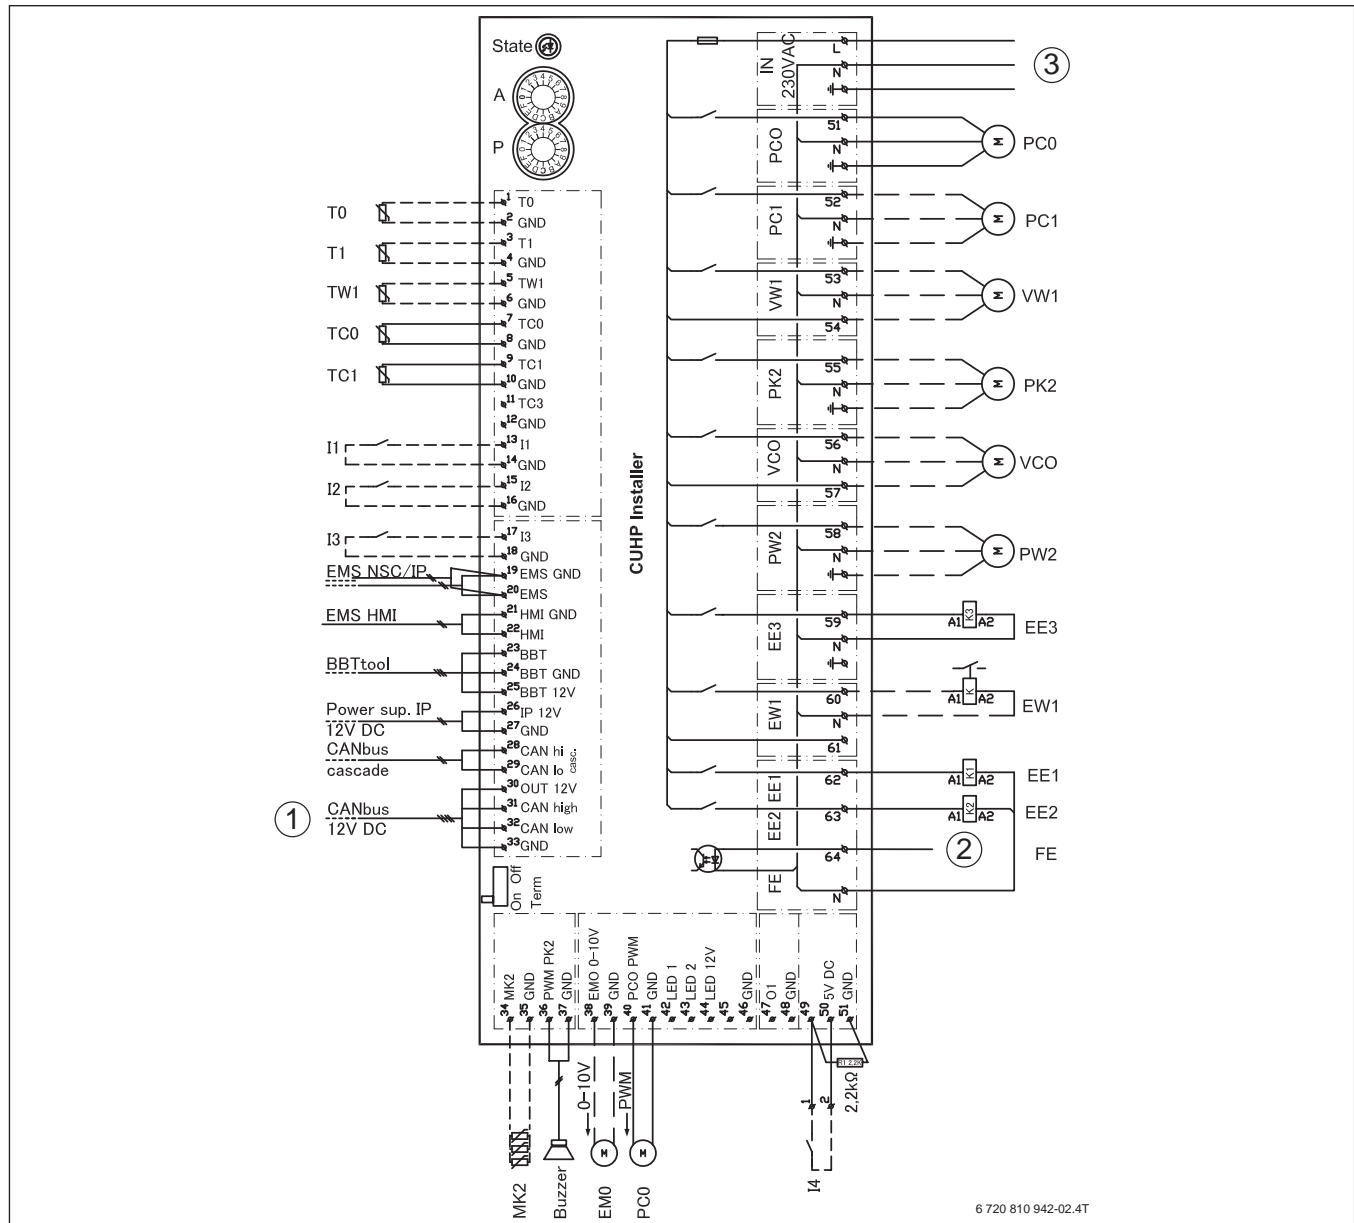 State
A
P
T0
1 T0
2 GND
T1
3 T1
4 GND
TW1
5 TW1
6 GND
TC0
7 TC0
8 GND
TC1
9 TC1
10 GND
11 TC3
12 GND
I1
13 I1
14 GND
I2
15 I2
16 GND
I3
17 I3
18 GND
EMS NSC/IP
19 EMS GND
20 EMS
EMS HMI
21 HMI GND
22 HMI
BBTtool
23 BBT
24 BBT GND
25 BBT 12V
Power sup. IP
12V DC
26 IP 12V
27 GND
CANbus
cascade
28 CAN hi
29 CAN lo
casc.
1
CANbus
12V DC
30 OUT 12V
31 CAN high
32 CAN low
33 GND
On Off
Term
CUHP Installer
IN
230VAC
L
N
3
PCO
51
N
PC0
PC1
52
N
PC1
VW1
53
N
54
VW1
PK2
55
N
PK2
VCO
56
N
57
VCO
PW2
58
N
PW2
EE3
59
N
A1 K3 A2
EE3
EW1
60
N
61
A1 K A2
EW1
EE1
62
A1 K1 A2
EE1
EE2
63
A1 K2 A2
EE2
FE
64
N
2
FE
34 MK2
35 GND
36 PWM PK2
37 GND
38 EMO 0-10V
39 GND
40 PCO PWM
41 GND
42 LED 1
43 LED 2
44 LED 12V
45
46 GND
47 O1
48 GND
49
50 5V DC
51 GND
R1 2.2K
2,2kΩ
0-10V
PWM
1
2
MK2
Buzzer
M
EM0
M
PC0
I4
6 720 810 942-02.4T